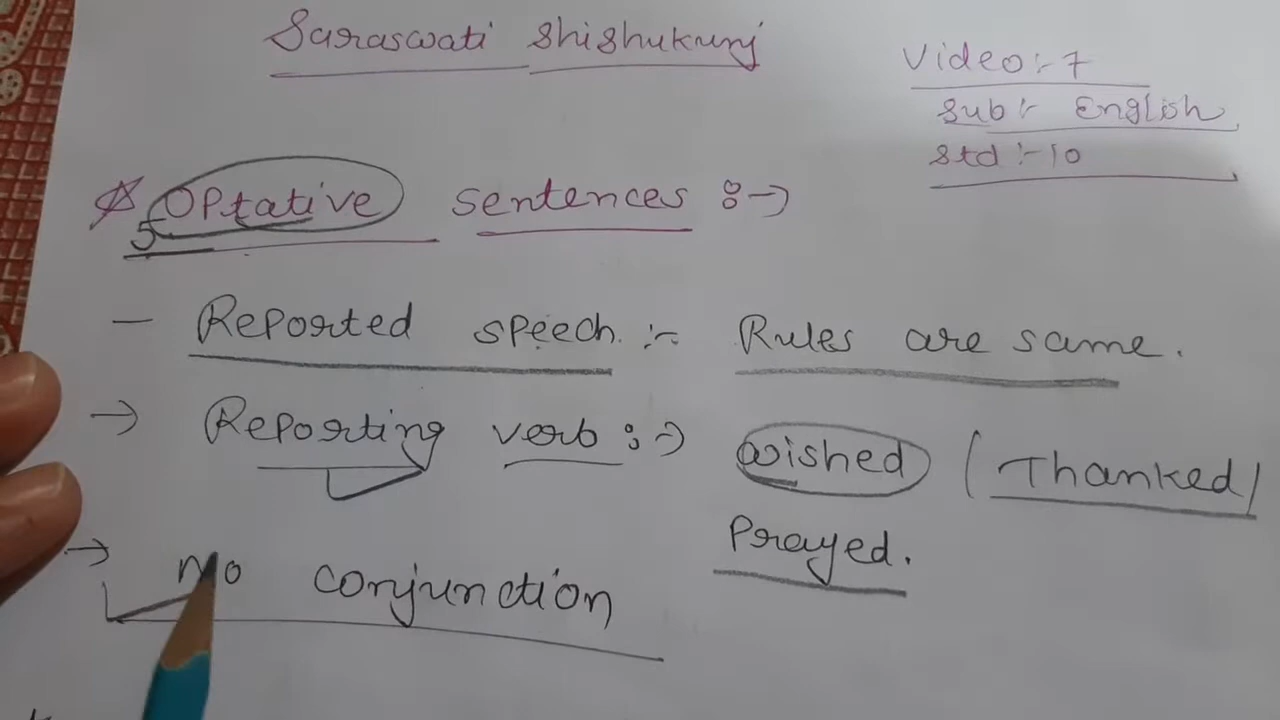 Saraswati Shishukunj
Video:- 7
Sub:- English
Std:- 10
☆ Optative sentences :->
5
- Reported speech :- Rules are same.
→ Reporting verb :-> wished / Thanked /
Prayed.
→ No conjunction